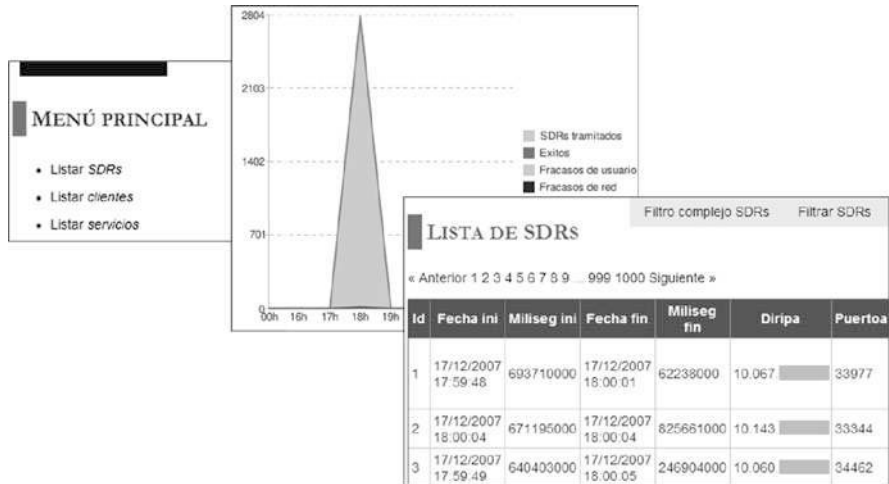 MENÚ PRINCIPAL
• Listar SDRs
• Listar clientes
• Listar servicios
2804
2103
1402
701
0
00h 16h 17h 18h 19h
SDRs tramitados
Exitos
Fracasos de usuario
Fracasos de red
Filtro complejo SDRs Filtrar SDRs
LISTA DE SDRS
« Anterior 1 2 3 4 5 6 7 8 9 ... 999 1000 Siguiente »
Id Fecha ini Miliseg ini Fecha fin Miliseg fin Diripa Puertoa
1 17/12/2007 17:59:48 693710000 17/12/2007 18:00:01 62238000 10.067 33977
2 17/12/2007 18:00:04 671195000 17/12/2007 18:00:04 825661000 10.143 33344
3 17/12/2007 17:59:49 640403000 17/12/2007 18:00:05 246904000 10.060 34462